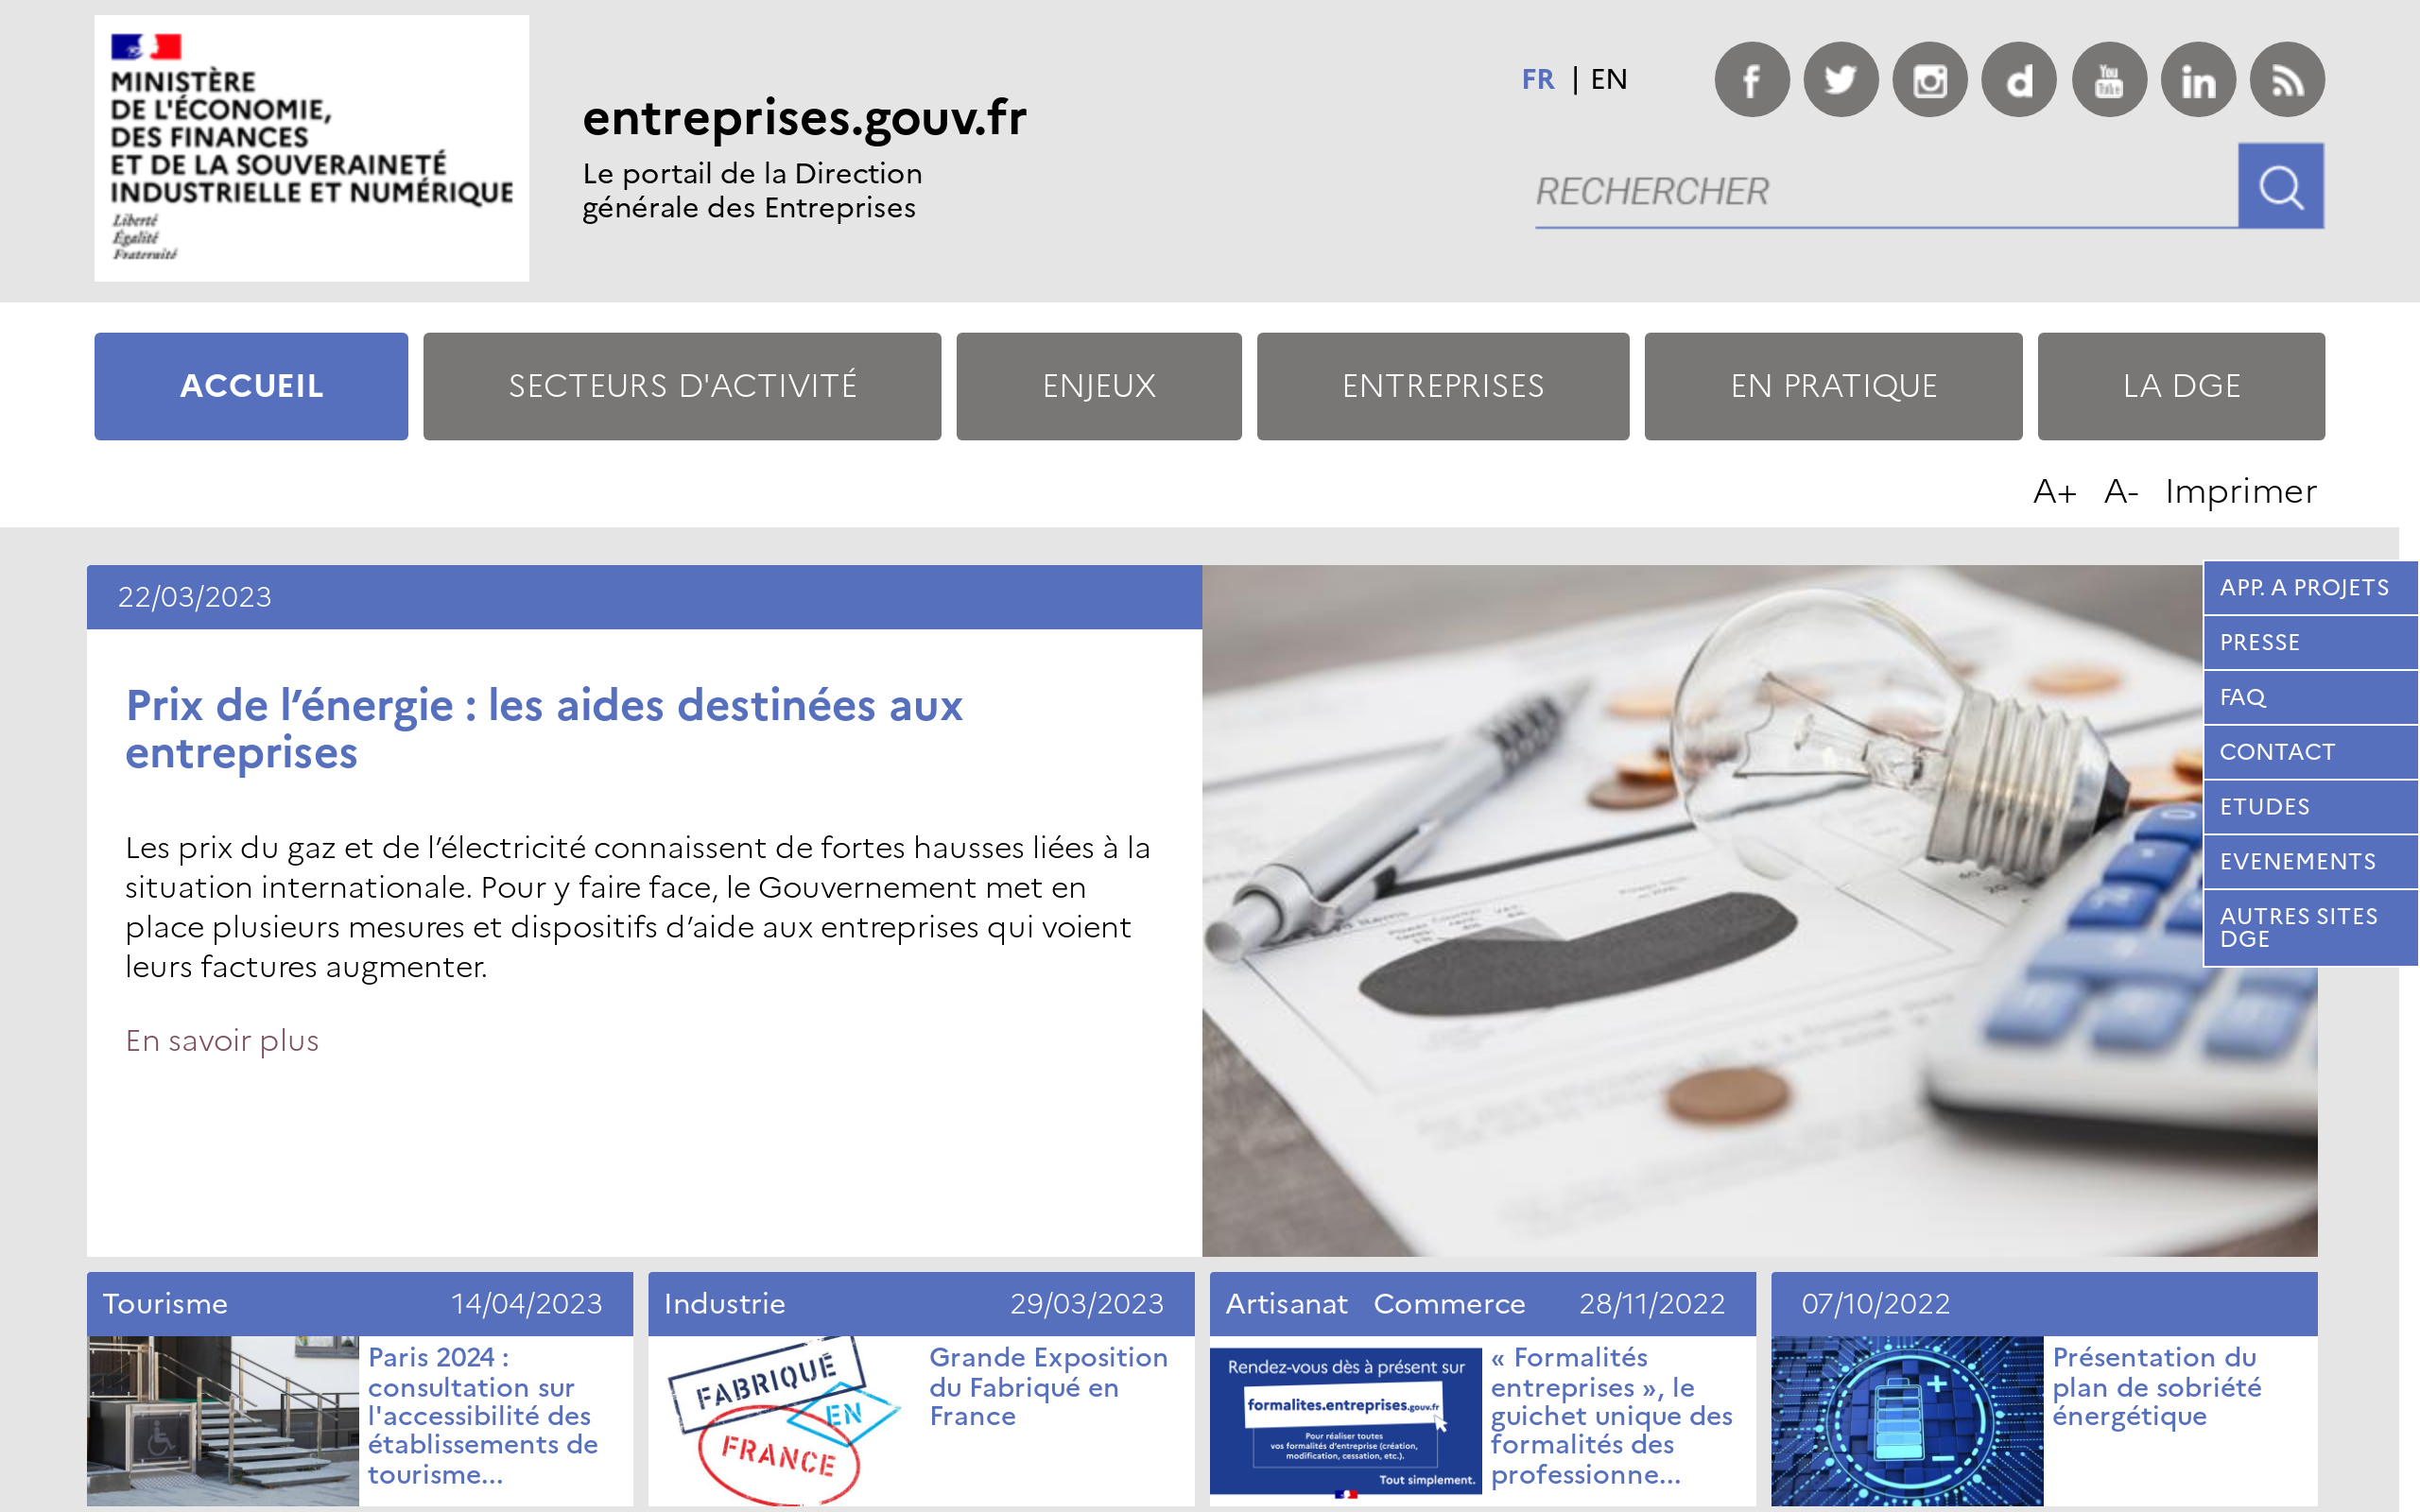 MINISTÈRE
DE L'ÉCONOMIE,
DES FINANCES
ET DE LA SOUVERAINETÉ
INDUSTRIELLE ET NUMÉRIQUE
Liberté
Égalité
Fraternité
entreprises.gouv.fr
Le portail de la Direction
générale des Entreprises
FR | EN
RECHERCHER
ACCUEIL
SECTEURS D'ACTIVITÉ
ENJEUX
ENTREPRISES
EN PRATIQUE
LA DGE
A+ A- Imprimer
22/03/2023
Prix de l’énergie : les aides destinées aux
entreprises
Les prix du gaz et de l’électricité connaissent de fortes hausses liées à la
situation internationale. Pour y faire face, le Gouvernement met en
place plusieurs mesures et dispositifs d’aide aux entreprises qui voient
leurs factures augmenter.
En savoir plus
APP. A PROJETS
PRESSE
FAQ
CONTACT
ETUDES
EVENEMENTS
AUTRES SITES
DGE
Tourisme 14/04/2023
Paris 2024 :
consultation sur
l'accessibilité des
établissements de
tourisme...
Industrie 29/03/2023
FABRIQUÉ
EN
FRANCE
Grande Exposition
du Fabriqué en
France
Artisanat Commerce 28/11/2022
Rendez-vous dès à présent sur
formalites.entreprises.gouv.fr
Pour réaliser toutes
vos formalités d'entreprise (création,
modification, cessation, etc.).
Tout simplement.
« Formalités
entreprises », le
guichet unique des
formalités des
professionne...
07/10/2022
Présentation du
plan de sobriété
énergétique